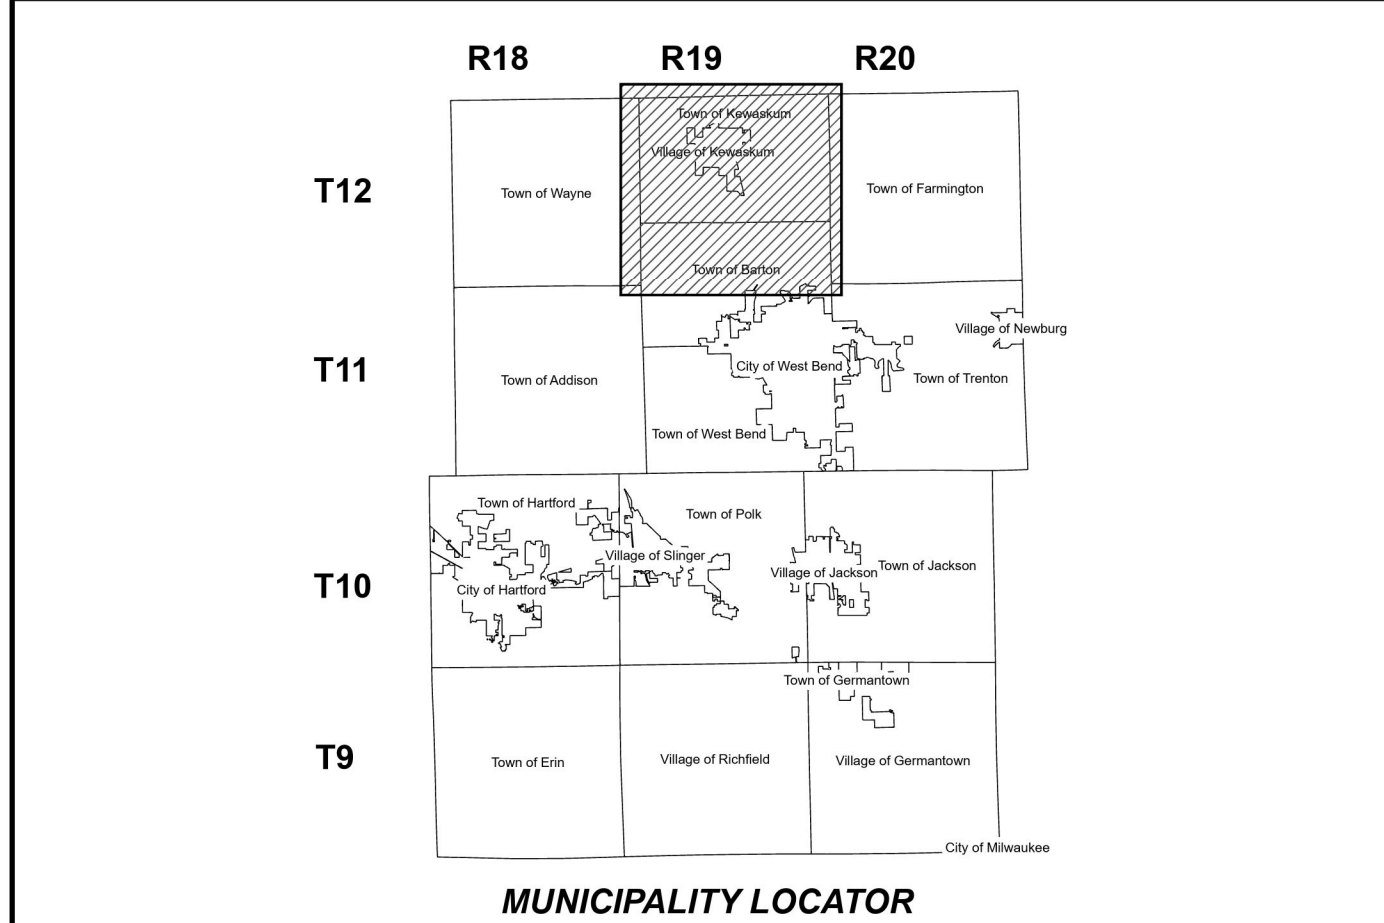 R18 R19 R20
Town of Kewaskum
Village of Kewaskum
T12
Town of Wayne
Town of Farmington
Town of Barton
Village of Newburg
T11
City of West Bend
Town of Addison
Town of Trenton
Town of West Bend
Town of Hartford
Town of Polk
Village of Slinger
Town of Jackson
Village of Jackson
T10
City of Hartford
Town of Germantown
T9
Town of Erin
Village of Richfield
Village of Germantown
City of Milwaukee
MUNICIPALITY LOCATOR